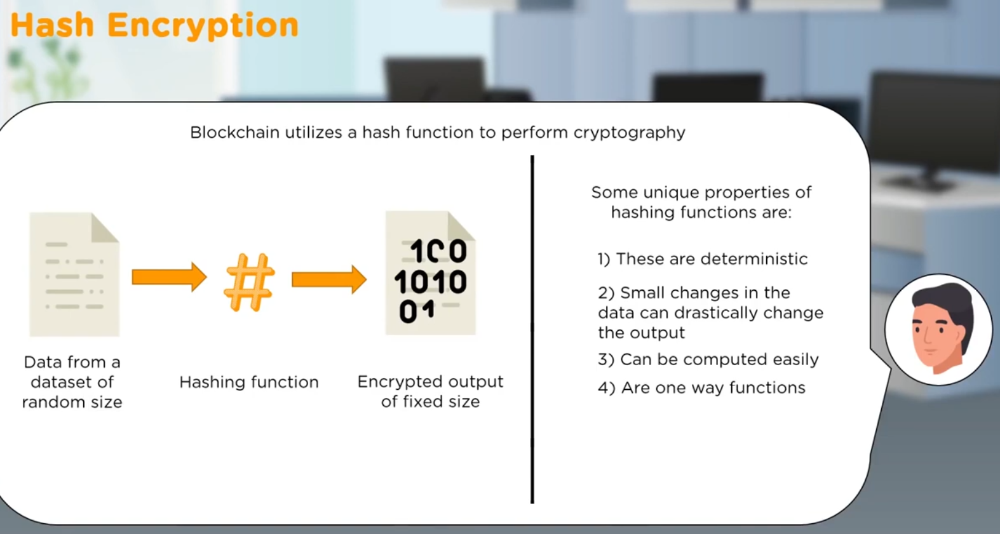 Hash Encryption
Blockchain utilizes a hash function to perform cryptography
Data from a
dataset of
random size
#
Hashing function
1C0
1010
01
Encrypted output
of fixed size
Some unique properties of
hashing functions are:
1) These are deterministic
2) Small changes in the
data can drastically change
the output
3) Can be computed easily
4) Are one way functions